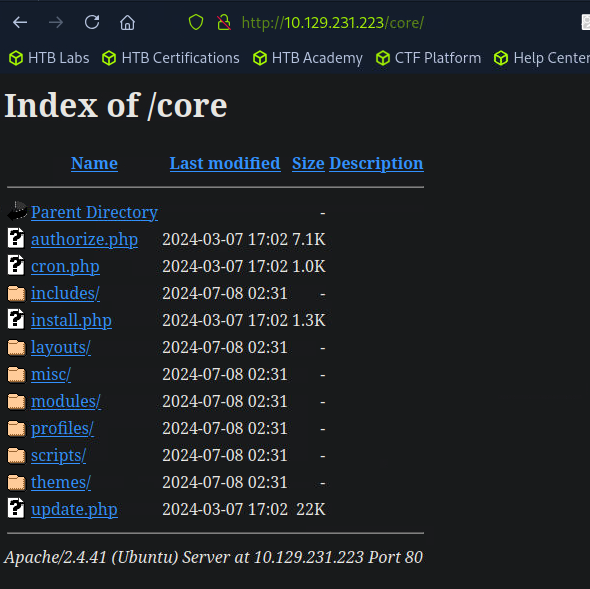 http://10.129.231.223/core/
HTB Labs HTB Certifications HTB Academy CTF Platform Help Center
Index of /core
Name Last modified Size Description
Parent Directory -
authorize.php 2024-03-07 17:02 7.1K
cron.php 2024-03-07 17:02 1.0K
includes/ 2024-07-08 02:31 -
install.php 2024-03-07 17:02 1.3K
layouts/ 2024-07-08 02:31 -
misc/ 2024-07-08 02:31 -
modules/ 2024-07-08 02:31 -
profiles/ 2024-07-08 02:31 -
scripts/ 2024-07-08 02:31 -
themes/ 2024-07-08 02:31 -
update.php 2024-03-07 17:02 22K
Apache/2.4.41 (Ubuntu) Server at 10.129.231.223 Port 80